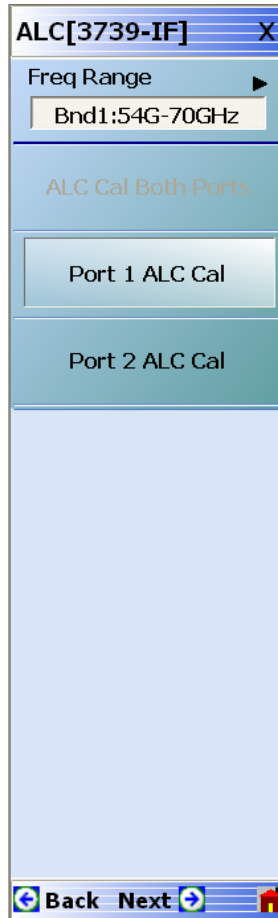 ALC[3739-IF] X
Freq Range
Bnd1:54G-70GHz
ALC Cal Both Ports
Port 1 ALC Cal
Port 2 ALC Cal
Back Next